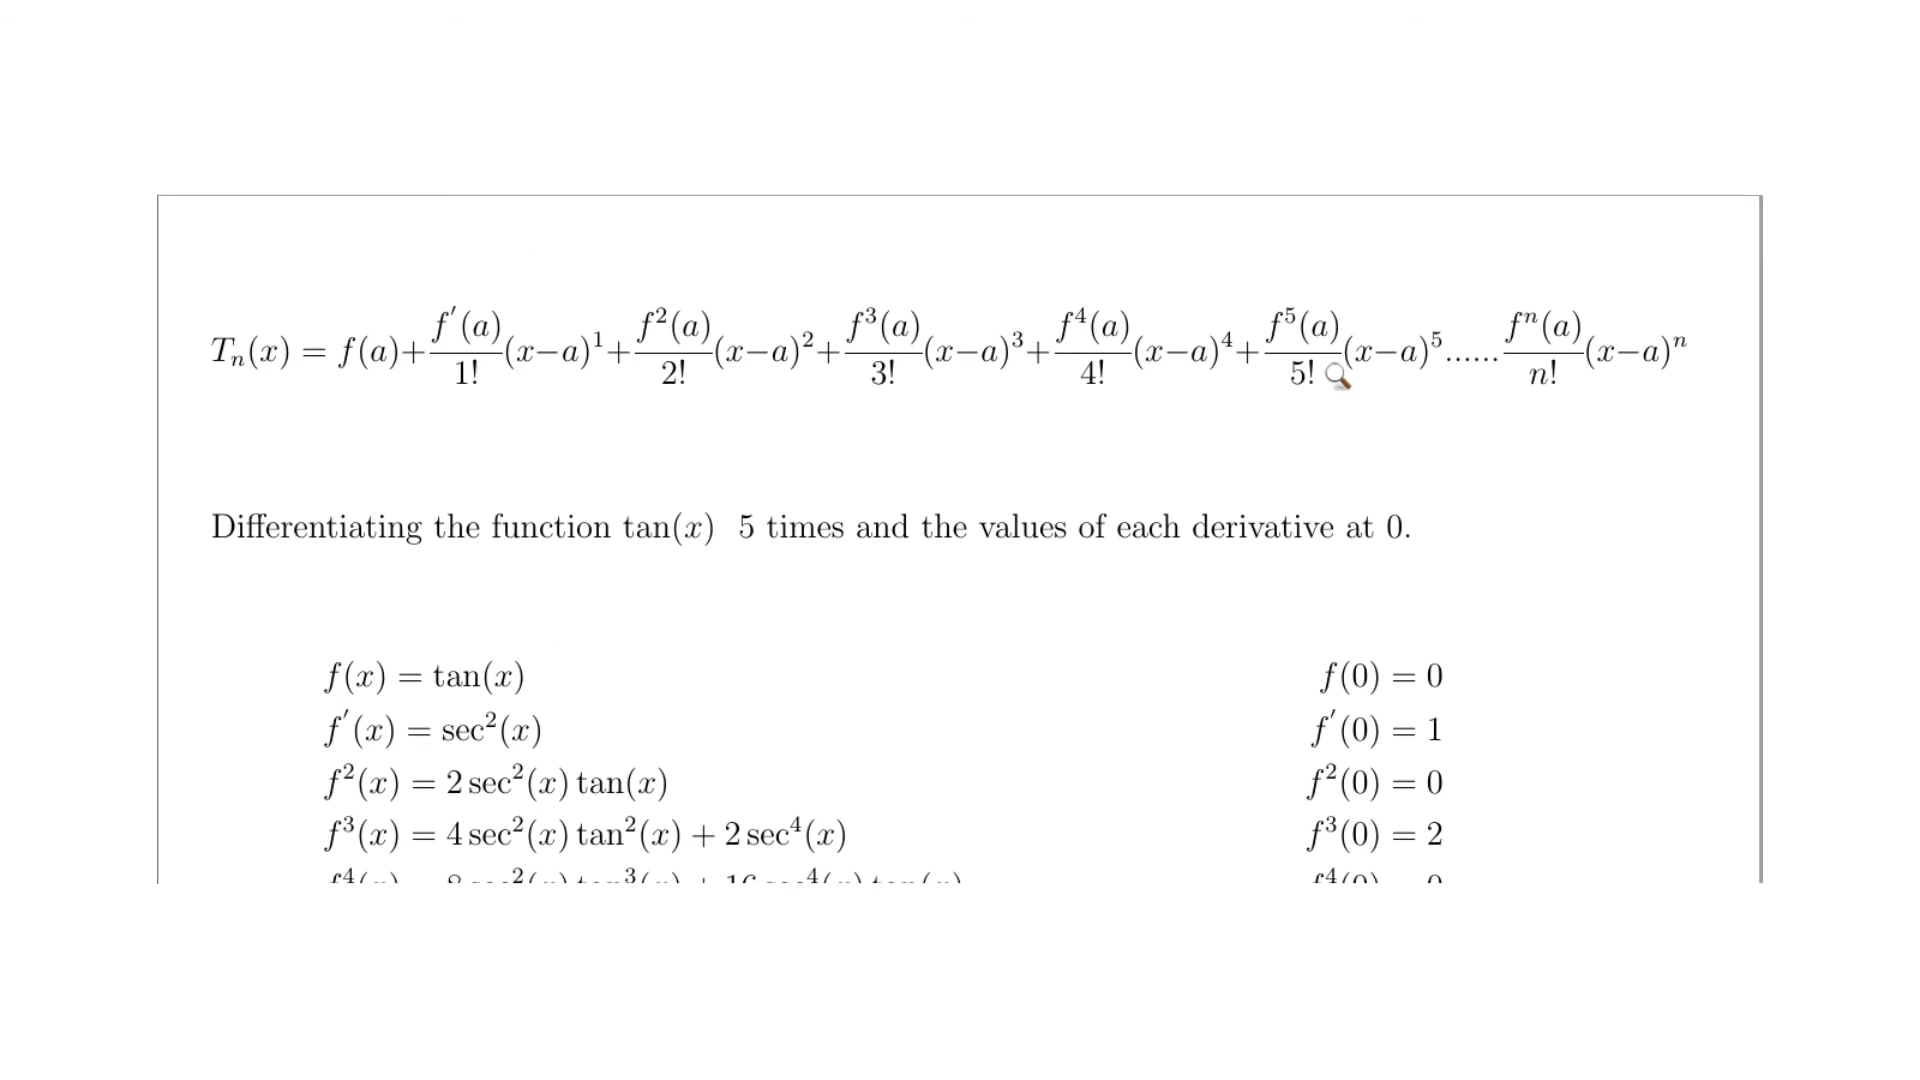 Tₙ(x) = f(a)+f′(a)/1!(x−a)¹+f²(a)/2!(x−a)²+f³(a)/3!(x−a)³+f⁴(a)/4!(x−a)⁴+f⁵(a)/5!(x−a)⁵......fⁿ(a)/n!(x−a)ⁿ
Differentiating the function tan(x) 5 times and the values of each derivative at 0.
f(x) = tan(x) f(0) = 0
f′(x) = sec²(x) f′(0) = 1
f²(x) = 2 sec²(x) tan(x) f²(0) = 0
f³(x) = 4 sec²(x) tan²(x) + 2 sec⁴(x) f³(0) = 2